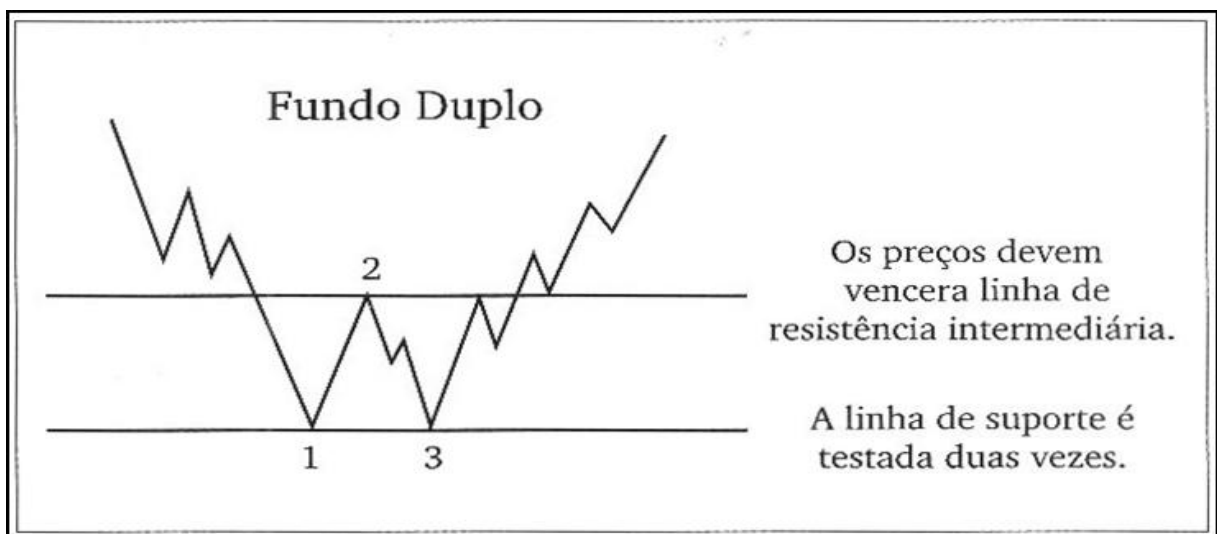 Fundo Duplo
2
Os preços devem
vencera linha de
resistência intermediária.
A linha de suporte é
testada duas vezes.
1
3